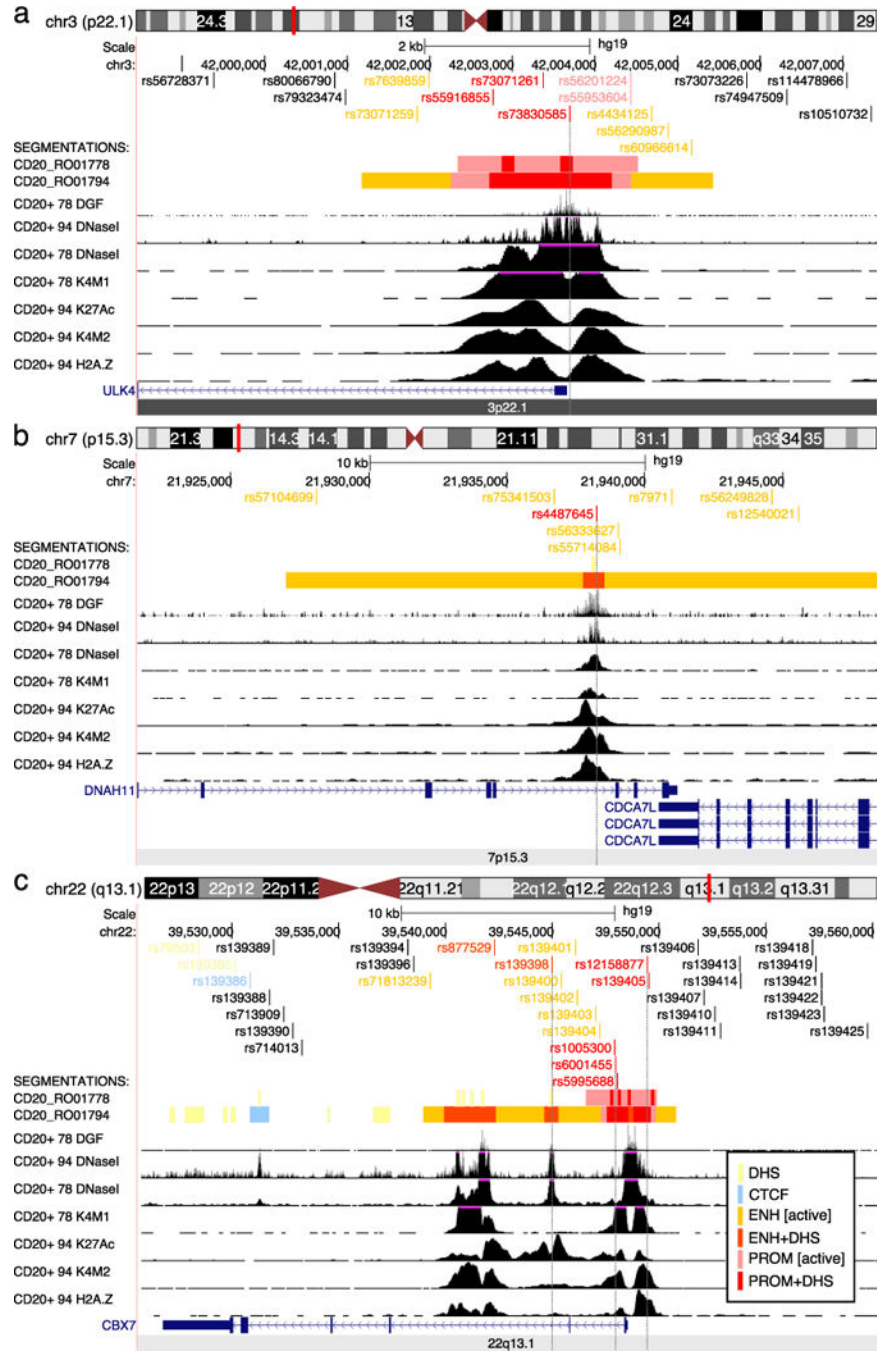 a
chr3 (p22.1) 24.3 13 24 29
Scale 2 kb hg19
chr3: 42,000,000 42,001,000 42,002,000 42,003,000 42,004,000 42,005,000 42,006,000 42,007,000
rs56728371 rs80066790 rs7639859 rs73071261 rs56201224 rs73073226 rs114478966
rs79323474 rs55916855 rs55953604 rs74947509
rs73071259 rs73830585 rs4434125 rs10510732
rs56290987
SEGMENTATIONS: rs60966614
CD20_RO01778
CD20_RO01794
CD20+ 78 DGF
CD20+ 94 DNaseI
CD20+ 78 DNaseI
CD20+ 78 K4M1
CD20+ 94 K27Ac
CD20+ 94 K4M2
CD20+ 94 H2A.Z
ULK4
3p22.1
b
chr7 (p15.3) 21.3 14.3 14.1 21.11 31.1 q33 34 35
Scale 10 kb hg19
chr7: 21,925,000 21,930,000 21,935,000 21,940,000 21,945,000
rs57104699 rs75341503 rs7971 rs56249828
rs4487645 rs12540021
rs56333627
SEGMENTATIONS: rs55714084
CD20_RO01778
CD20_RO01794
CD20+ 78 DGF
CD20+ 94 DNaseI
CD20+ 78 DNaseI
CD20+ 78 K4M1
CD20+ 94 K27Ac
CD20+ 94 K4M2
CD20+ 94 H2A.Z
DNAH11
CDCA7L
CDCA7L
CDCA7L
7p15.3
c
chr22 (q13.1) 22p13 22p12 22p11.2 22q11.21 22q12.1 q12.2 22q12.3 q13.1 q13.2 q13.31
Scale 10 kb hg19
chr22: 39,530,000 39,535,000 39,540,000 39,545,000 39,550,000 39,555,000 39,560,000
rs79503 rs139389 rs139394 rs877529 rs139401 rs139406 rs139418
rs139396 rs139398 rs12158877 rs139413 rs139419
rs139386 rs71813239 rs139400 rs139405 rs139414 rs139421
rs139388 rs139402 rs139407 rs139422
rs713909 rs139403 rs139410 rs139423
rs139390 rs139404 rs139411 rs139425
rs714013 rs1005300
rs6001455
SEGMENTATIONS: rs5995688
CD20_RO01778
CD20_RO01794
CD20+ 78 DGF
CD20+ 94 DNaseI
CD20+ 78 DNaseI
CD20+ 78 K4M1
CD20+ 94 K27Ac
CD20+ 94 K4M2
CD20+ 94 H2A.Z
DHS
CTCF
ENH [active]
ENH+DHS
PROM [active]
PROM+DHS
CBX7
22q13.1